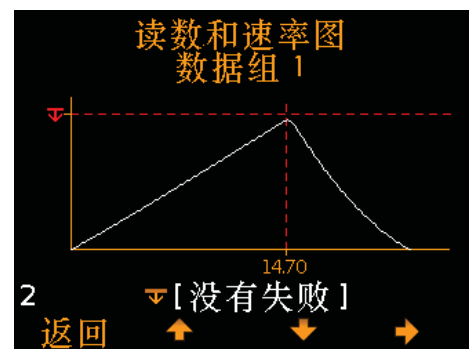 读数和速率图
数据组 1
14.70
2 [没有失败]
返回